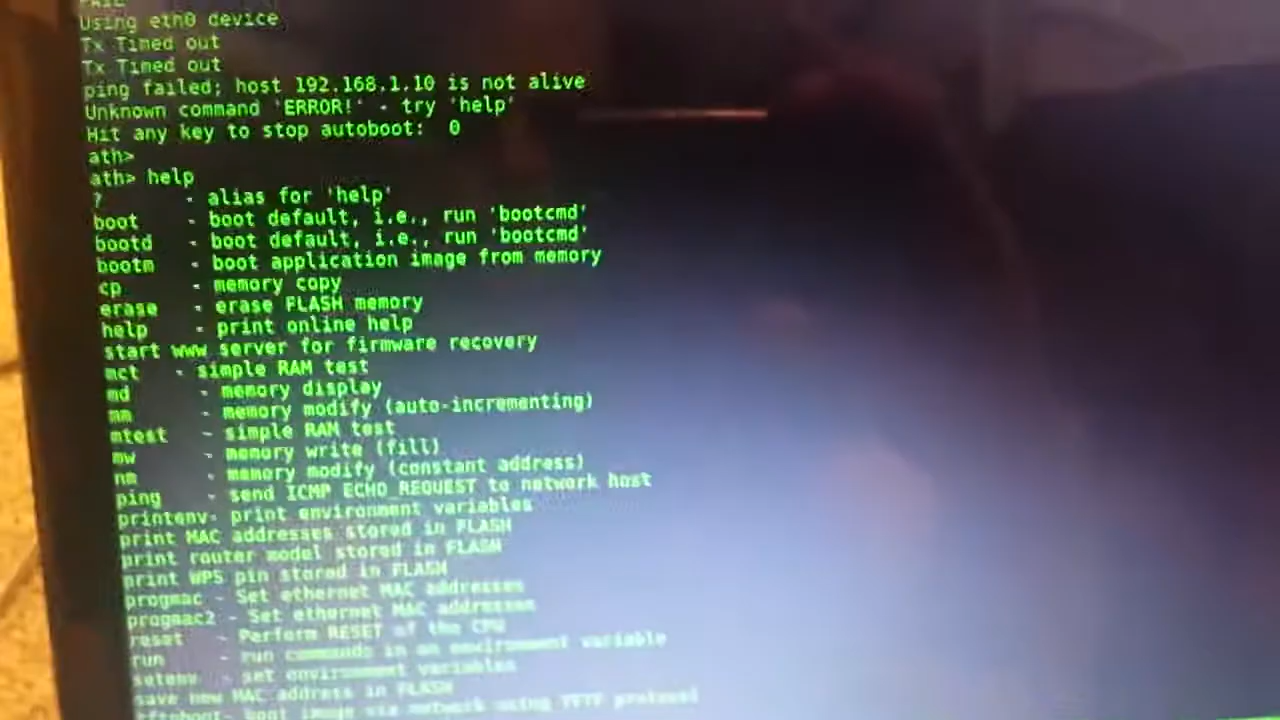 Using eth0 device
Tx Timed out
Tx Timed out
ping failed; host 192.168.1.10 is not alive
Unknown command 'ERROR!' - try 'help'
Hit any key to stop autoboot:  0
ath>
ath> help
?       - alias for 'help'
boot    - boot default, i.e., run 'bootcmd'
bootd   - boot default, i.e., run 'bootcmd'
bootm   - boot application image from memory
cp      - memory copy
erase   - erase FLASH memory
help    - print online help
start www server for firmware recovery
mct   - simple RAM test
md      - memory display
mm      - memory modify (auto-incrementing)
mtest   - simple RAM test
mw      - memory write (fill)
nm      - memory modify (constant address)
ping    - send ICMP ECHO_REQUEST to network host
printenv- print environment variables
print MAC addresses stored in FLASH
print router model stored in FLASH
print WPS pin stored in FLASH
progmac - Set ethernet MAC addresses
progmac2 - Set ethernet MAC addresses
reset   - Perform RESET of the CPU
run     - run commands in an environment variable
setenv  - set environment variables
save new MAC address in FLASH
tftpboot- boot image via network using TFTP protocol